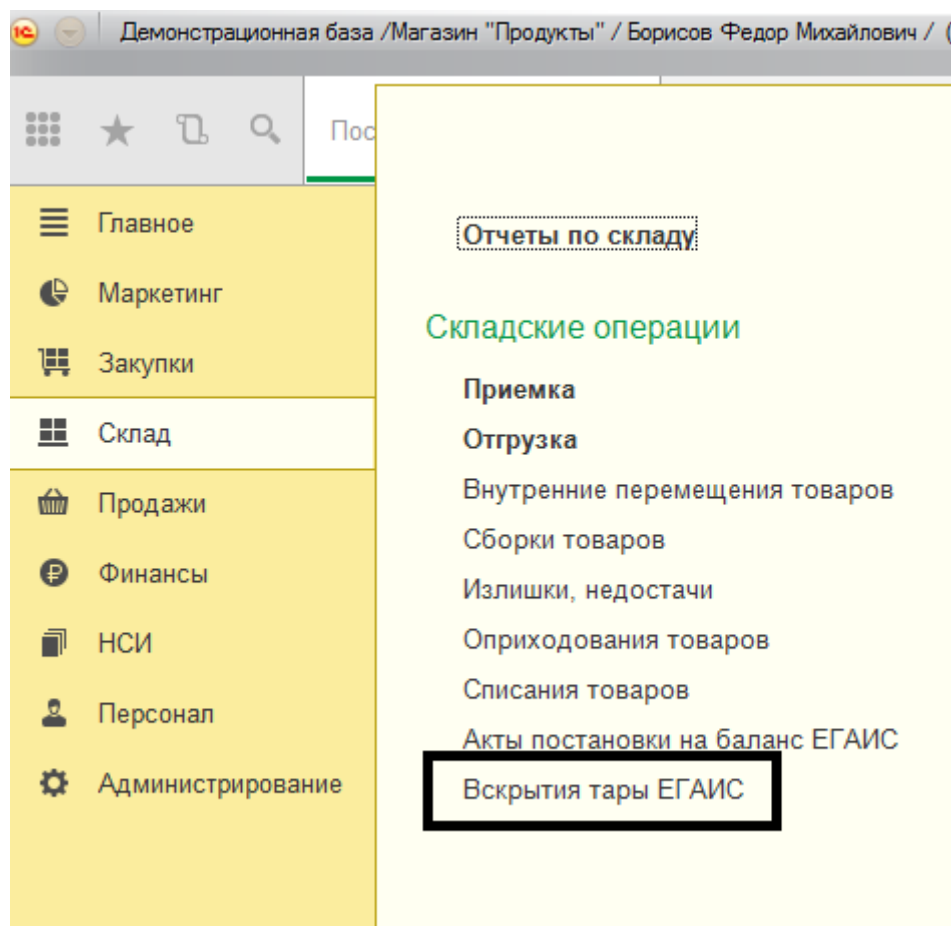 1С Демонстрационная база /Магазин "Продукты" / Борисов Федор Михайлович / (
Пос
Главное
Маркетинг
Закупки
Склад
Продажи
Финансы
НСИ
Персонал
Администрирование
Отчеты по складу
Складские операции
Приемка
Отгрузка
Внутренние перемещения товаров
Сборки товаров
Излишки, недостачи
Оприходования товаров
Списания товаров
Акты постановки на баланс ЕГАИС
Вскрытия тары ЕГАИС